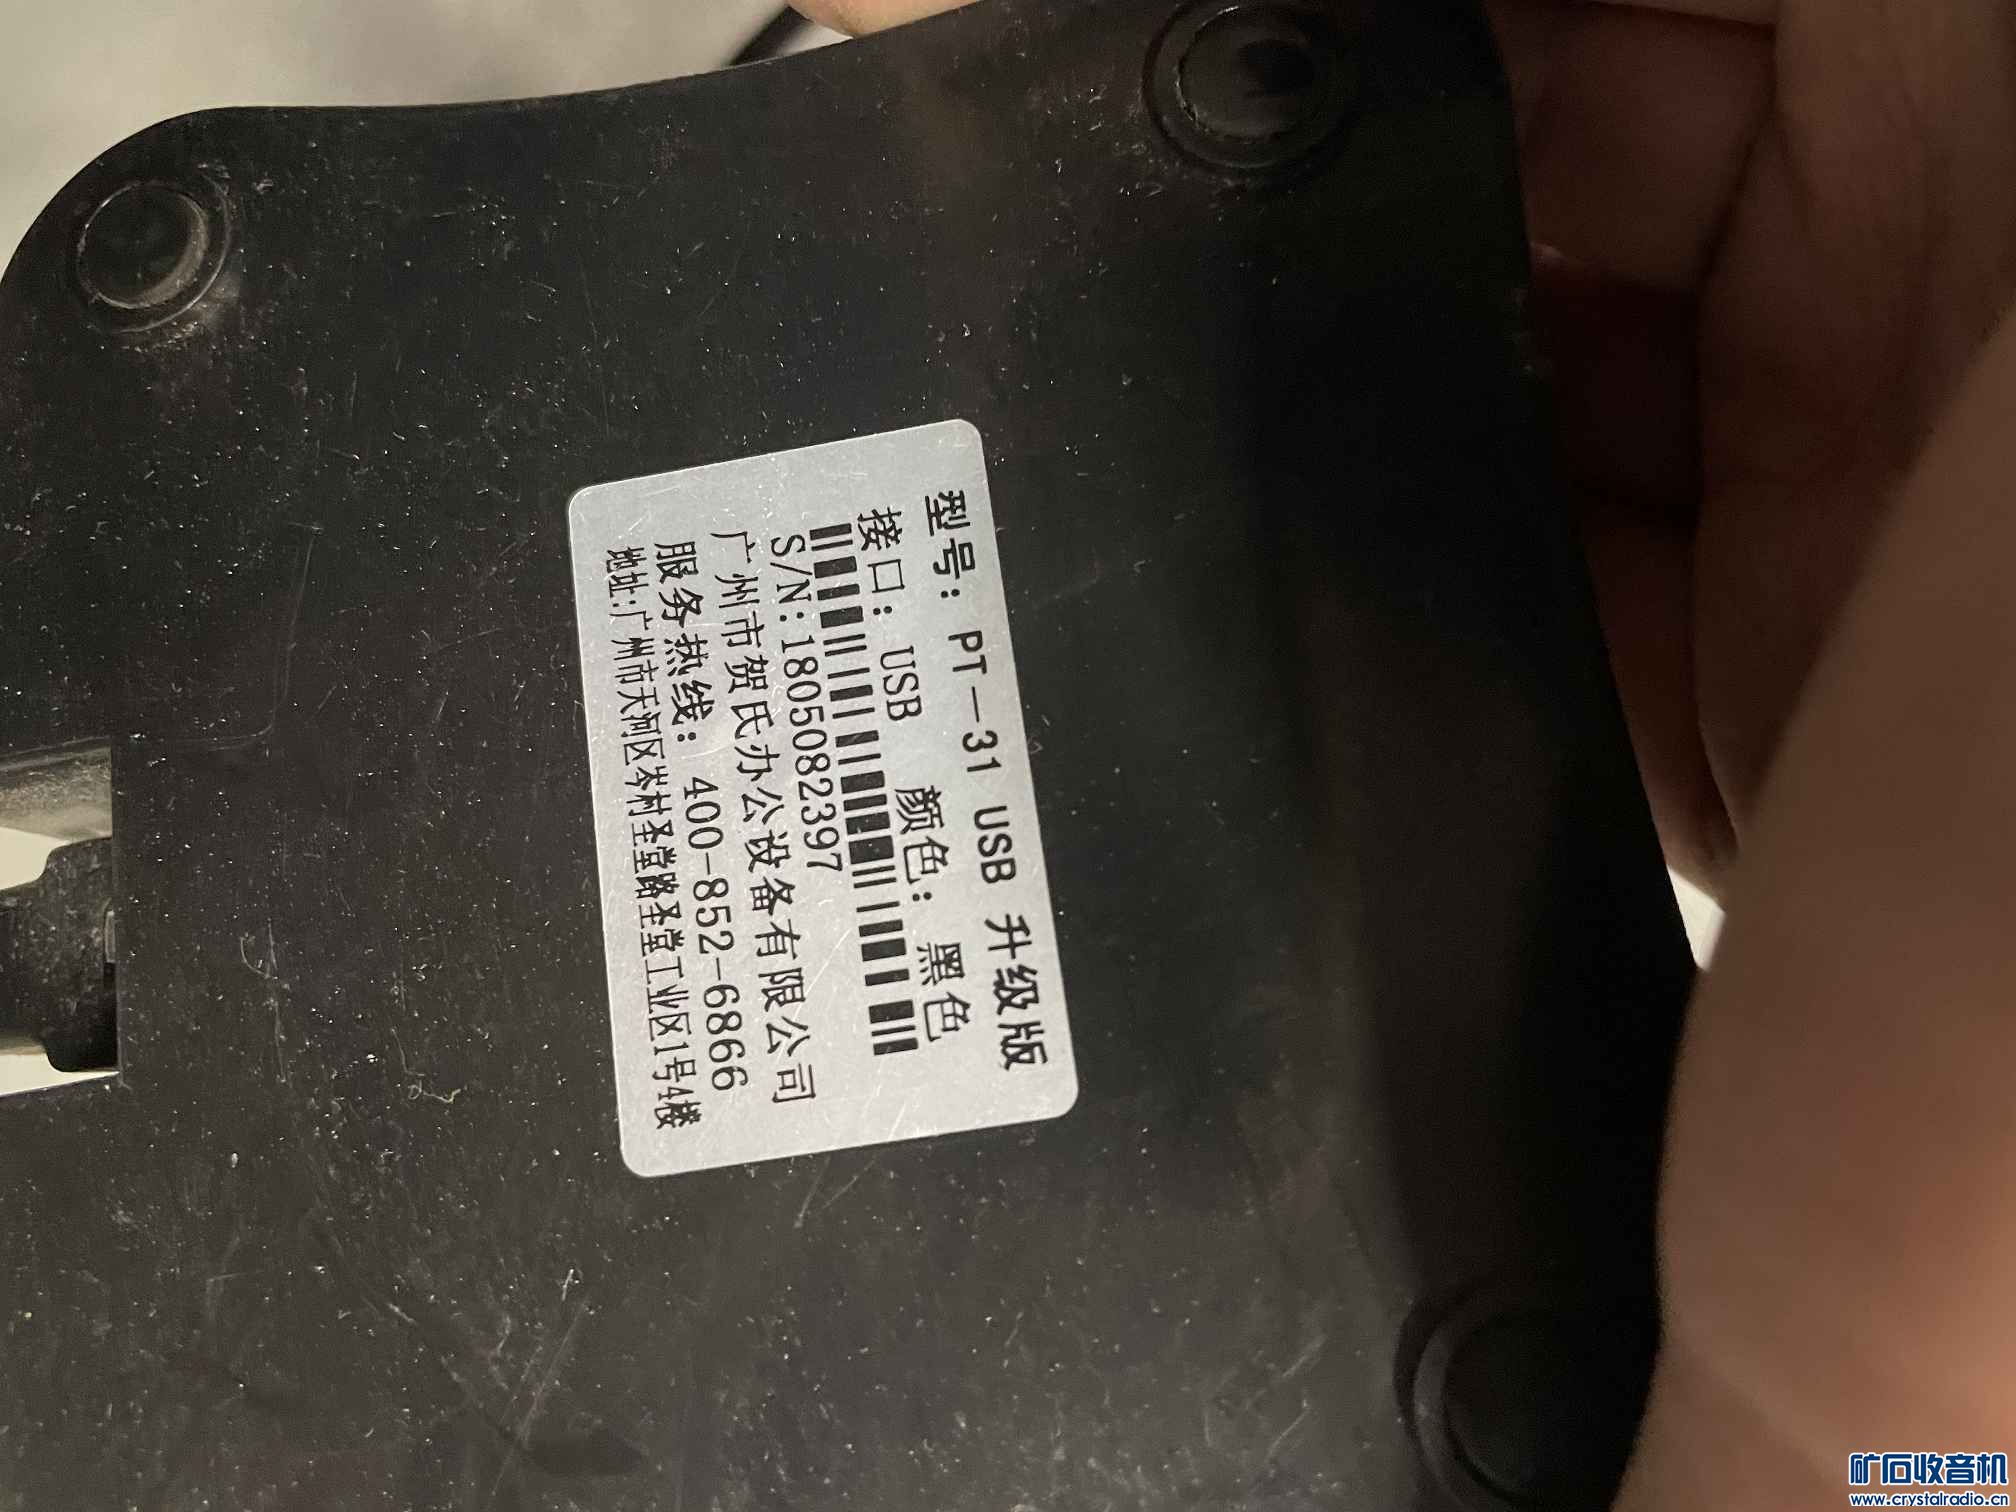 型号: PT-31 USB 升级版
接口: USB 颜色: 黑色
S/N:1805082397
广州市贺氏办公设备有限公司
服务热线: 400-852-6866
地址:广州市天河区岑村圣堂路圣堂工业区1号4楼
矿石收音机
www.crystalradio.cn